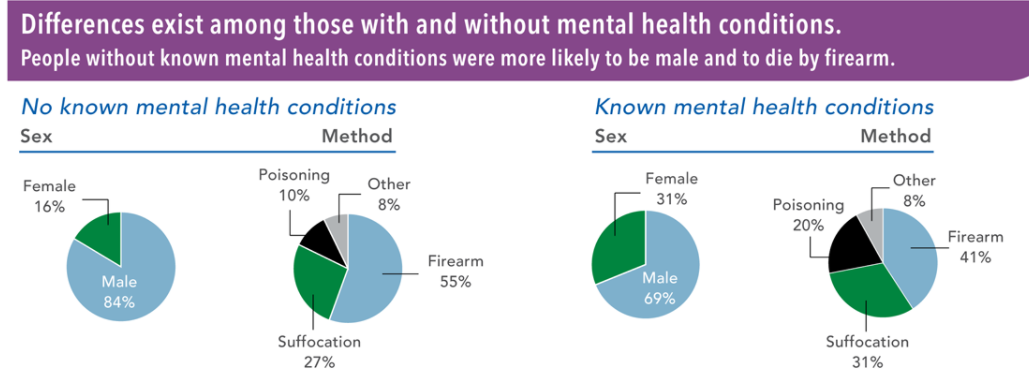 Differences exist among those with and without mental health conditions.
People without known mental health conditions were more likely to be male and to die by firearm.
No known mental health conditions
Sex
Method
Female
16%
Male
84%
Poisoning
10%
Other
8%
Firearm
55%
Suffocation
27%
Known mental health conditions
Sex
Method
Female
31%
Male
69%
Poisoning
20%
Other
8%
Firearm
41%
Suffocation
31%